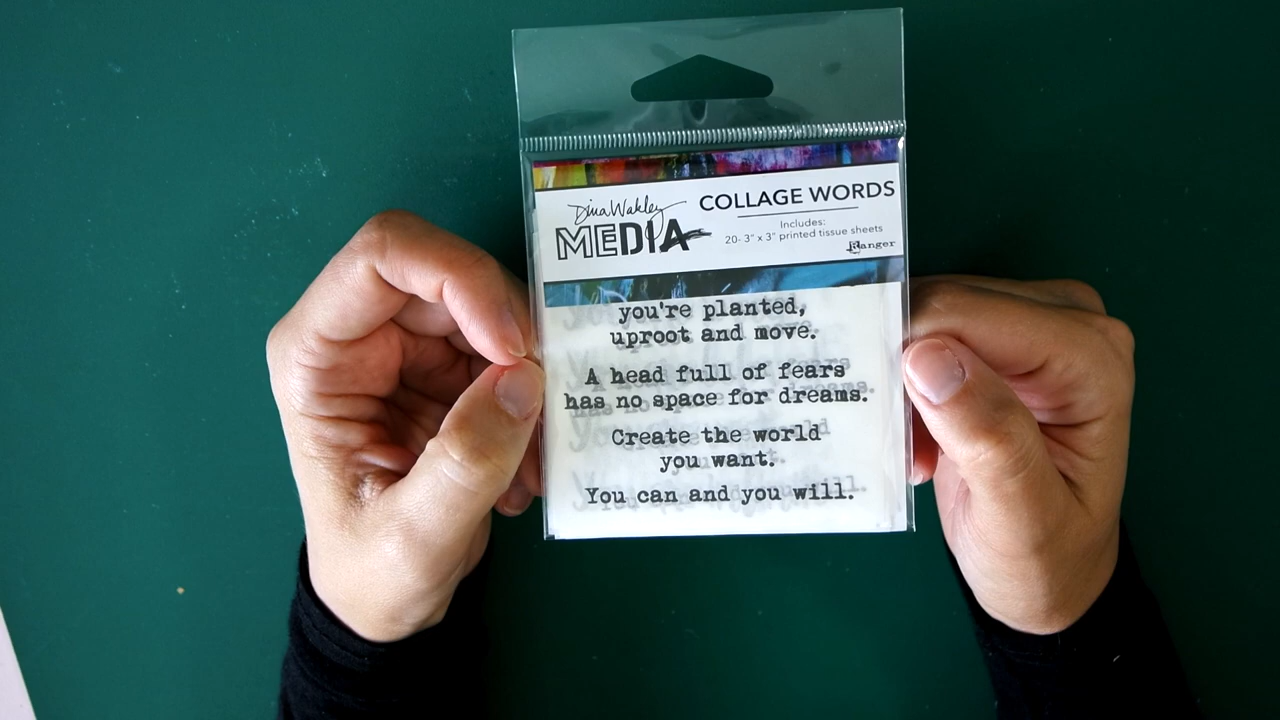 Dina Wakley
MEDIA
COLLAGE WORDS
Includes:
20- 3" x 3" printed tissue sheets
Ranger
you're planted,
uproot and move.
A head full of fears
has no space for dreams.
Create the world
you want.
You can and you will.